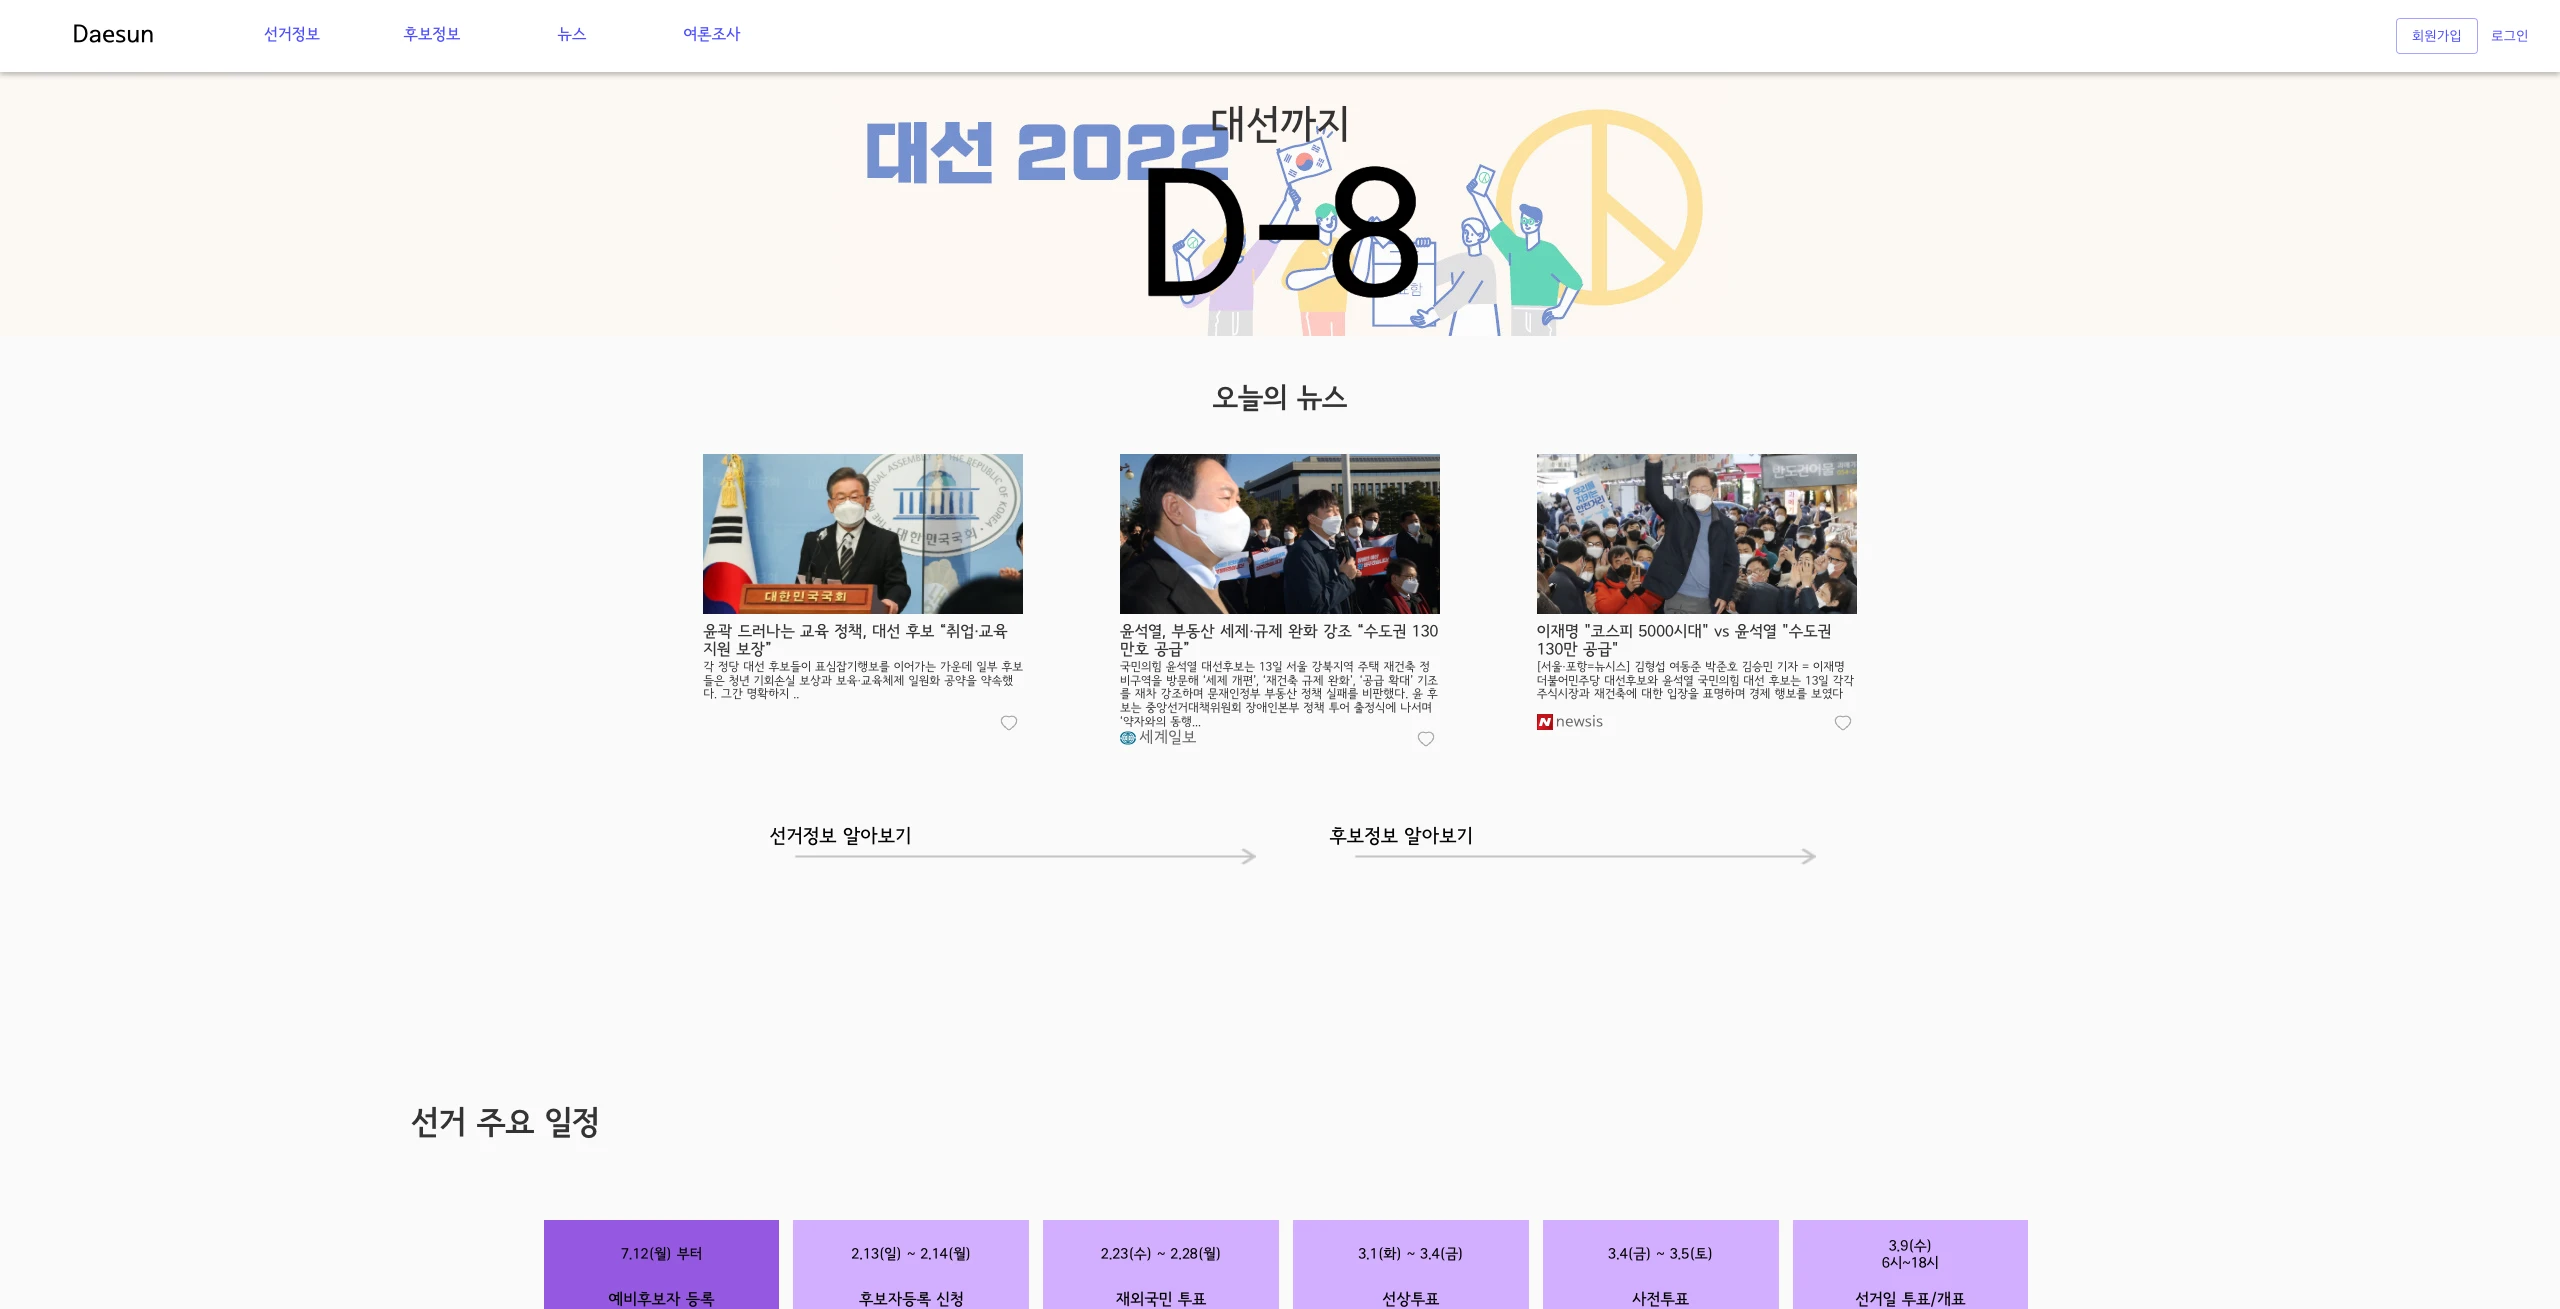 Daesun
선거정보
후보정보
뉴스
여론조사
회원가입
로그인
대선 2022
대선까지
D-8
오늘의 뉴스
대한민국국회
윤곽 드러나는 교육 정책, 대선 후보 “취업·교육
지원 보장”
각 정당 대선 후보들이 표심잡기행보를 이어가는 가운데 일부 후보
들은 청년 기회손실 보상과 보육·교육체제 일원화 공약을 약속했
다. 그간 명확하지 ..
윤석열, 부동산 세제·규제 완화 강조 “수도권 130
만호 공급”
국민의힘 윤석열 대선후보는 13일 서울 강북지역 주택 재건축 정
비구역을 방문해 ‘세제 개편’, ‘재건축 규제 완화’, ‘공급 확대’ 기조
를 재차 강조하며 문재인정부 부동산 정책 실패를 비판했다. 윤 후
보는 중앙선거대책위원회 장애인본부 정책 투어 출정식에 나서며
‘약자와의 동행...
세계일보
이재명 "코스피 5000시대" vs 윤석열 "수도권
130만 공급"
[서울·포항=뉴시스] 김형섭 여동준 박준호 김승민 기자 = 이재명
더불어민주당 대선후보와 윤석열 국민의힘 대선 후보는 13일 각각
주식시장과 재건축에 대한 입장을 표명하며 경제 행보를 보였다
newsis
선거정보 알아보기
후보정보 알아보기
선거 주요 일정
7.12(월) 부터
예비후보자 등록
2.13(일) ~ 2.14(월)
후보자등록 신청
2.23(수) ~ 2.28(월)
재외국민 투표
3.1(화) ~ 3.4(금)
선상투표
3.4(금) ~ 3.5(토)
사전투표
3.9(수)
6시~18시
선거일 투표/개표